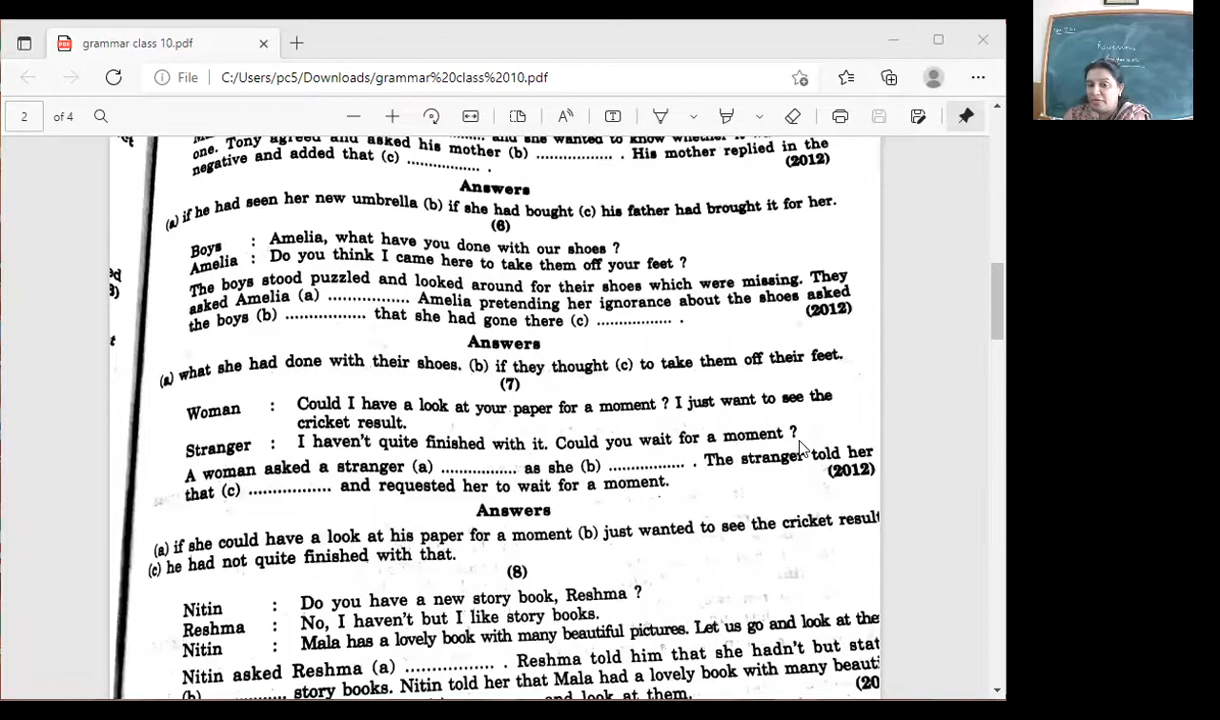 grammar class 10.pdf
File C:/Users/pc5/Downloads/grammar%20class%2010.pdf
2 of 4
one. Tony agreed and asked his mother (b) ................ and she wanted to know whether it
negative and added that (c) ................ . His mother replied in the
(2012)
Answers
(a) if he had seen her new umbrella (b) if she had bought (c) his father had brought it for her.
(6)
Boys : Amelia, what have you done with our shoes ?
Amelia : Do you think I came here to take them off your feet ?
The boys stood puzzled and looked around for their shoes which were missing. They
asked Amelia (a) ................ Amelia pretending her ignorance about the shoes asked
the boys (b) ................ that she had gone there (c) ................ .
(2012)
Answers
(a) what she had done with their shoes. (b) if they thought (c) to take them off their feet.
(7)
Woman : Could I have a look at your paper for a moment ? I just want to see the
cricket result.
Stranger : I haven't quite finished with it. Could you wait for a moment ?
A woman asked a stranger (a) ................ as she (b) ................ . The stranger told her
that (c) ................ and requested her to wait for a moment.
(2012)
Answers
(a) if she could have a look at his paper for a moment (b) just wanted to see the cricket result
(c) he had not quite finished with that.
(8)
Nitin : Do you have a new story book, Reshma ?
Reshma : No, I haven't but I like story books.
Nitin : Mala has a lovely book with many beautiful pictures. Let us go and look at the
Nitin asked Reshma (a) ................ . Reshma told him that she hadn't but stat
(b) ................ story books. Nitin told her that Mala had a lovely book with many beauti
and look at them.
(20